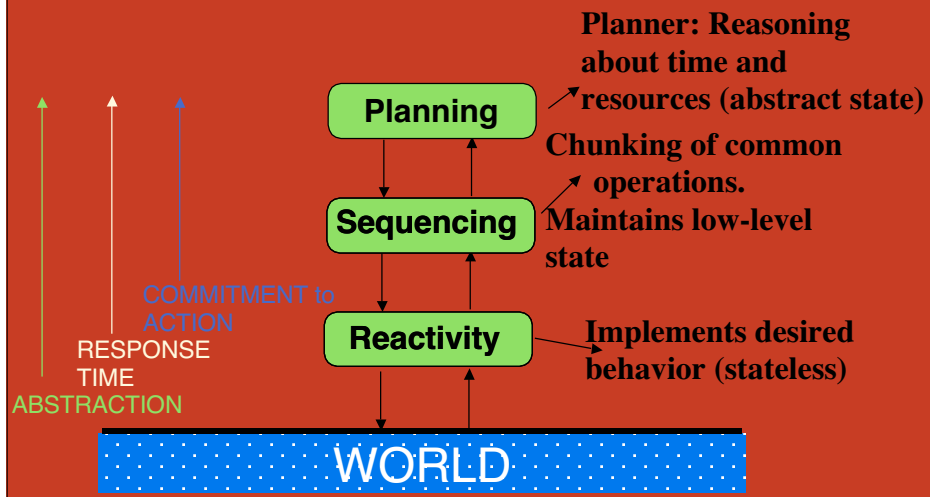 Planner: Reasoning
about time and
resources (abstract state)
Planning
Chunking of common
operations.
Sequencing
Maintains low-level
state
COMMITMENT to
ACTION
Reactivity
Implements desired
behavior (stateless)
RESPONSE
TIME
ABSTRACTION
WORLD